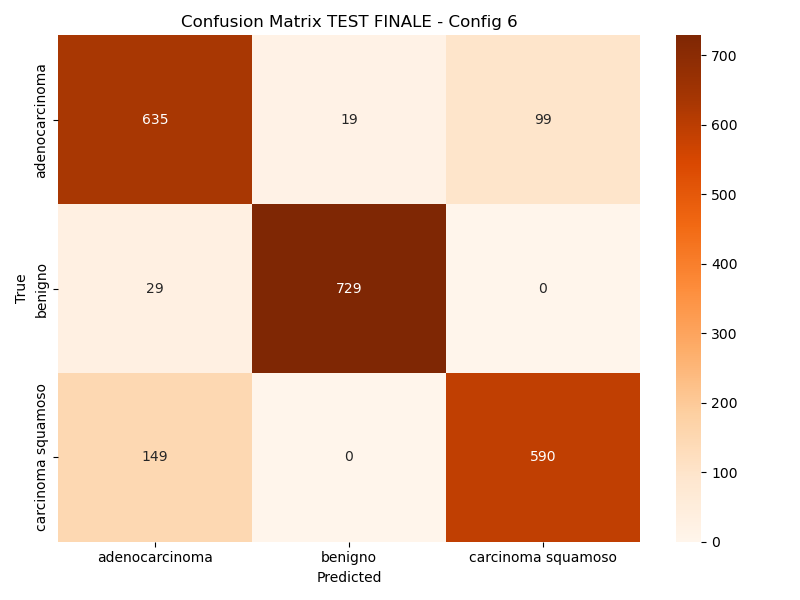 Confusion Matrix TEST FINALE - Config 6
True
adenocarcinoma
benigno
carcinoma squamoso
635 19 99
29 729 0
149 0 590
adenocarcinoma benigno carcinoma squamoso
Predicted
700
600
500
400
300
200
100
0